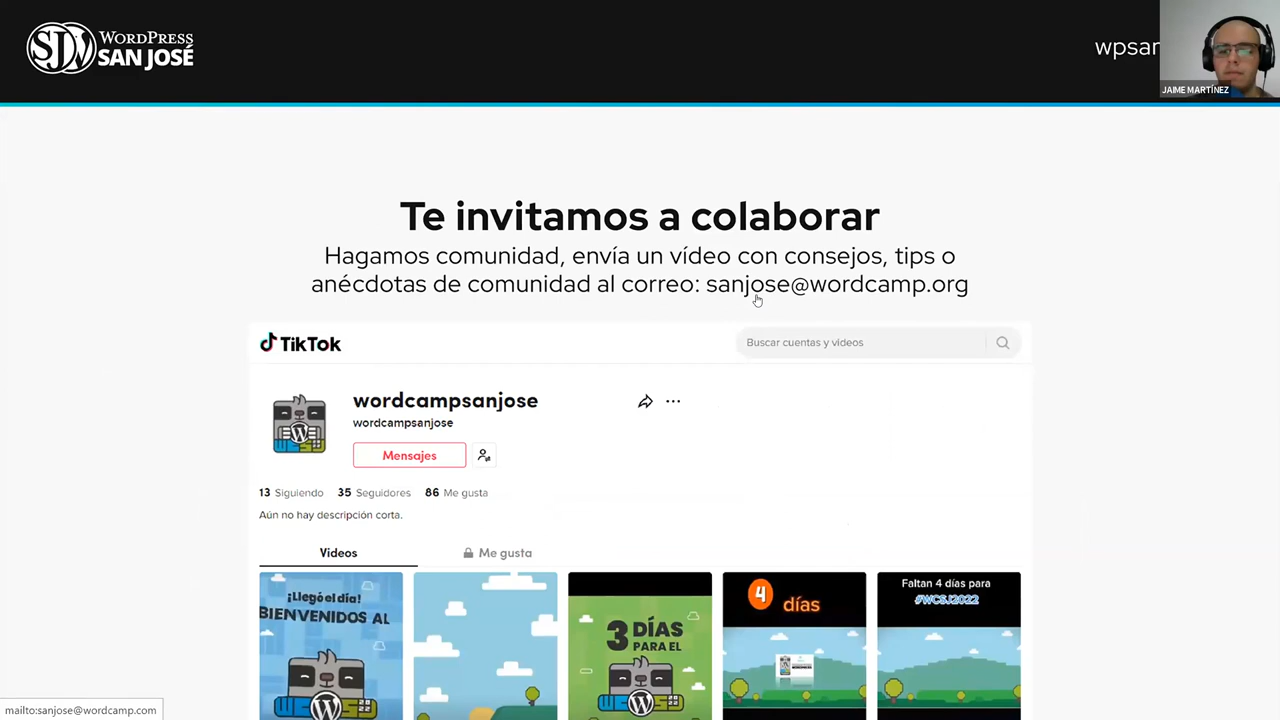 WORDPRESS
SAN JOSÉ
wpsan
JAIME MARTÍNEZ
Te invitamos a colaborar
Hagamos comunidad, envía un vídeo con consejos, tips o
anécdotas de comunidad al correo: sanjose@wordcamp.org
TikTok
Buscar cuentas y videos
wordcampsanjose
wordcampsanjose
Mensajes
13 Siguiendo 35 Seguidores 86 Me gusta
Aún no hay descripción corta.
Videos
Me gusta
¡Llegó el día!
BIENVENIDOS AL
3 DÍAS
PARA EL
4 días
Faltan 4 días para
#WCSJ2022
mailto:sanjose@wordcamp.com